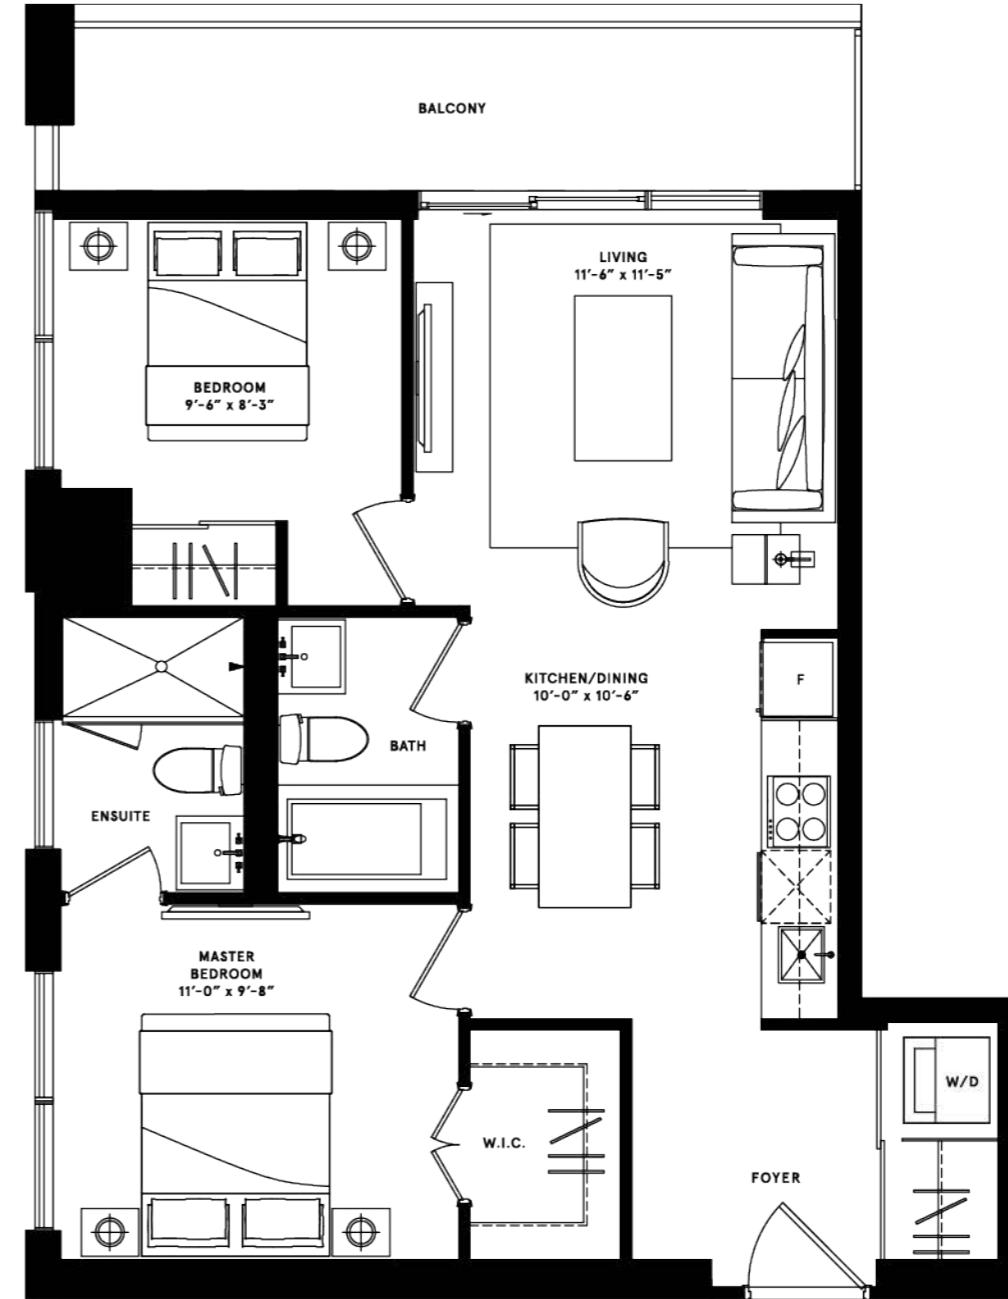 BALCONY
LIVING
11'-6" x 11'-5"
BEDROOM
9'-6" x 8'-3"
KITCHEN/DINING
10'-0" x 10'-6"
F
BATH
ENSUITE
MASTER
BEDROOM
11'-0" x 9'-8"
W/D
W.I.C.
FOYER